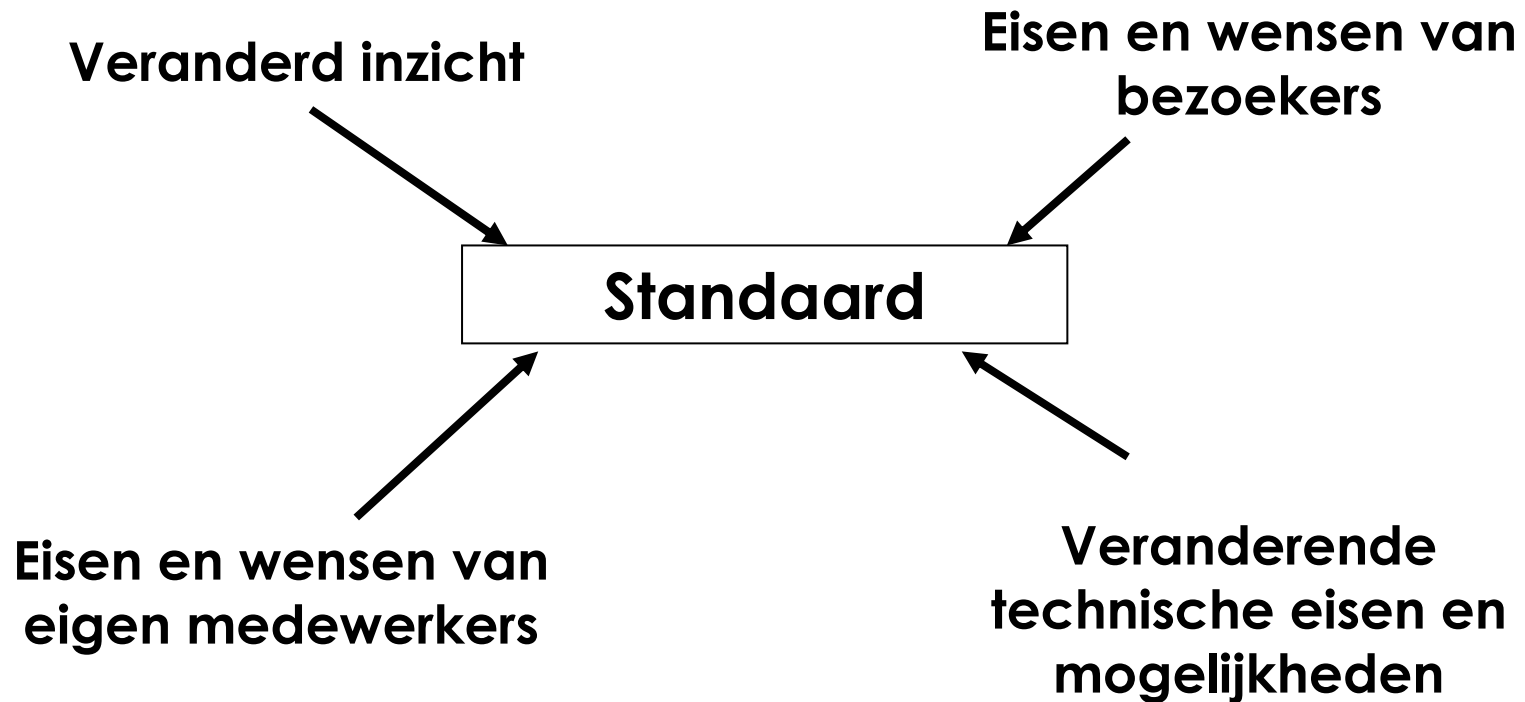 Veranderd inzicht
Eisen en wensen van
bezoekers
Standaard
Eisen en wensen van
eigen medewerkers
Veranderende
technische eisen en
mogelijkheden